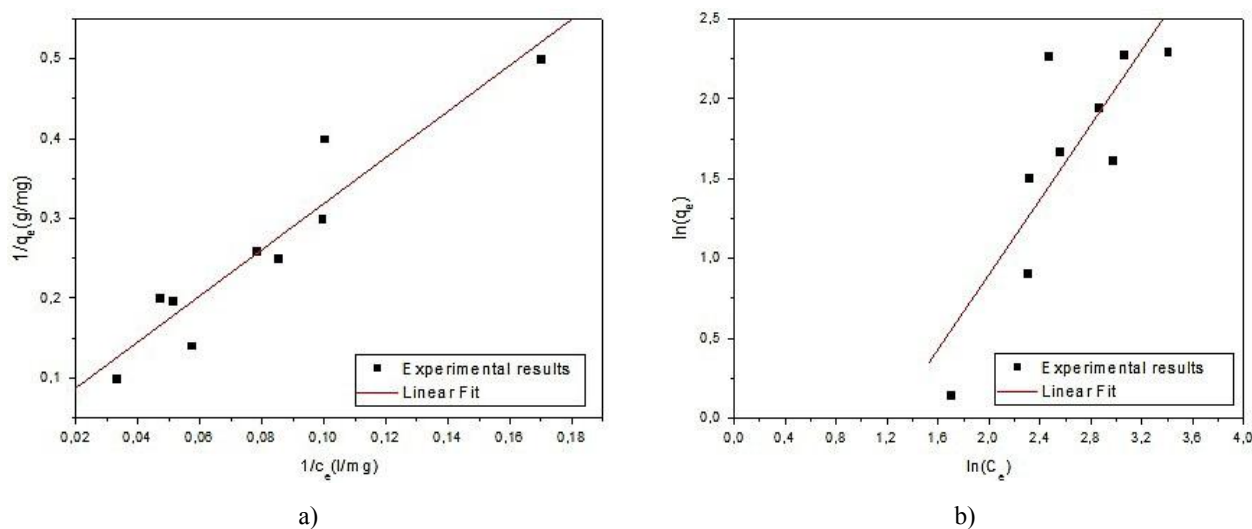 0,5
0,4
0,3
0,2
0,1
1/qe(g/mg)
Experimental results
Linear Fit
0,02 0,04 0,06 0,08 0,10 0,12 0,14 0,16 0,18
1/ce(l/mg)
a)
2,5
2,0
1,5
1,0
0,5
0,0
ln(qe)
Experimental results
Linear Fit
0,0 0,4 0,8 1,2 1,6 2,0 2,4 2,8 3,2 3,6 4,0
ln(Ce)
b)